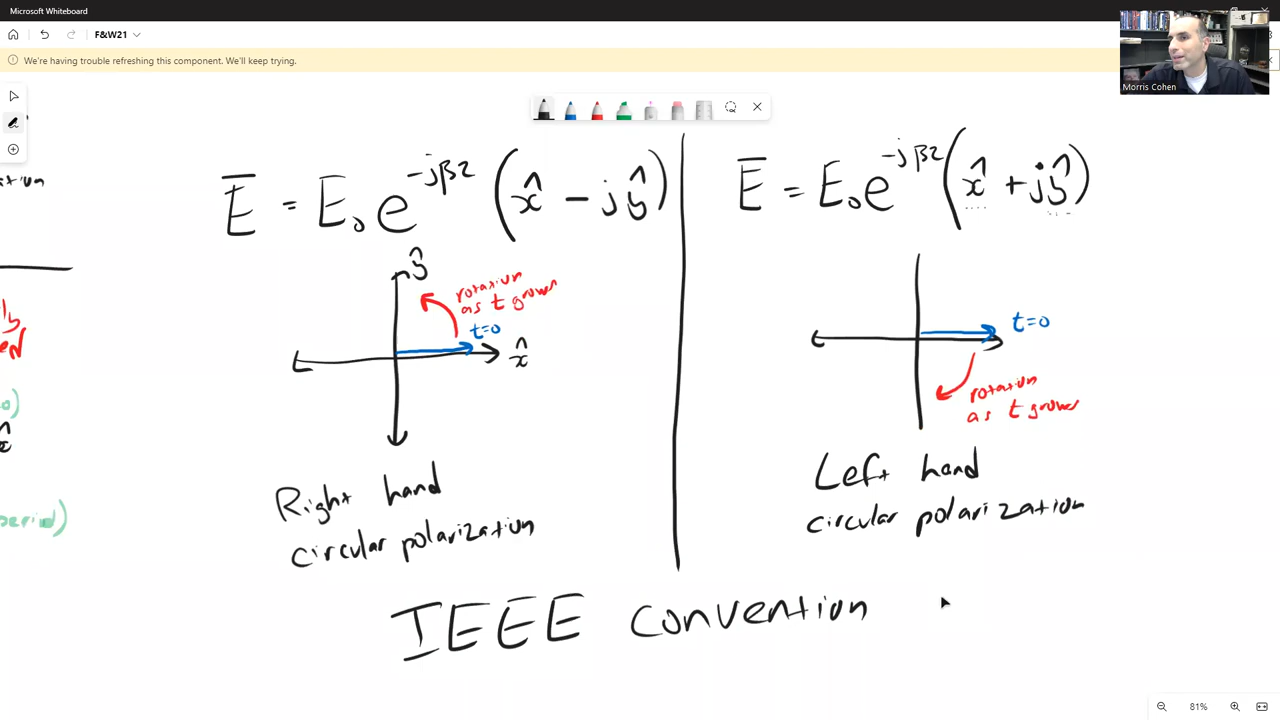 Microsoft Whiteboard
F&W21
We're having trouble refreshing this component. We'll keep trying.
Morris Cohen
E̅ = E₀ e^(-jβz) (x̂ - jŷ)
ŷ
rotation
as t grows
t=0
x̂
Right hand
circular polarization
E̅ = E₀ e^(-jβz) (x̂ + jŷ)
t=0
rotation
as t grows
Left hand
circular polarization
IEEE convention
81%